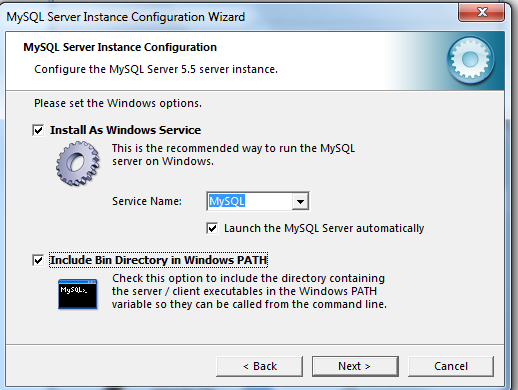 MySQL Server Instance Configuration Wizard
MySQL Server Instance Configuration
Configure the MySQL Server 5.5 server instance.
Please set the Windows options.
Install As Windows Service
This is the recommended way to run the MySQL
server on Windows.
Service Name: MySQL
Launch the MySQL Server automatically
Include Bin Directory in Windows PATH
Check this option to include the directory containing
the server / client executables in the Windows PATH
variable so they can be called from the command line.
MySQL>_
< Back Next > Cancel